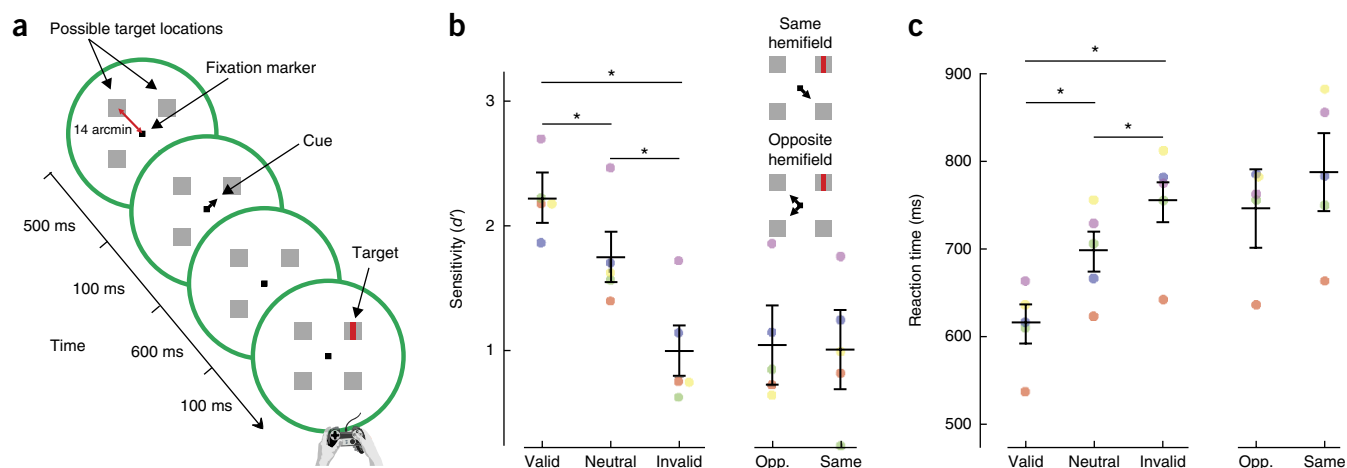 a
Possible target locations
Fixation marker
14 arcmin
Cue
Target
500 ms
100 ms
600 ms
100 ms
Time
b
Same
hemifield
Opposite
hemifield
Sensitivity (d′)
3
2
1
*
*
*
Valid
Neutral
Invalid
Opp.
Same
c
Reaction time (ms)
900
800
700
600
500
*
*
*
Valid
Neutral
Invalid
Opp.
Same